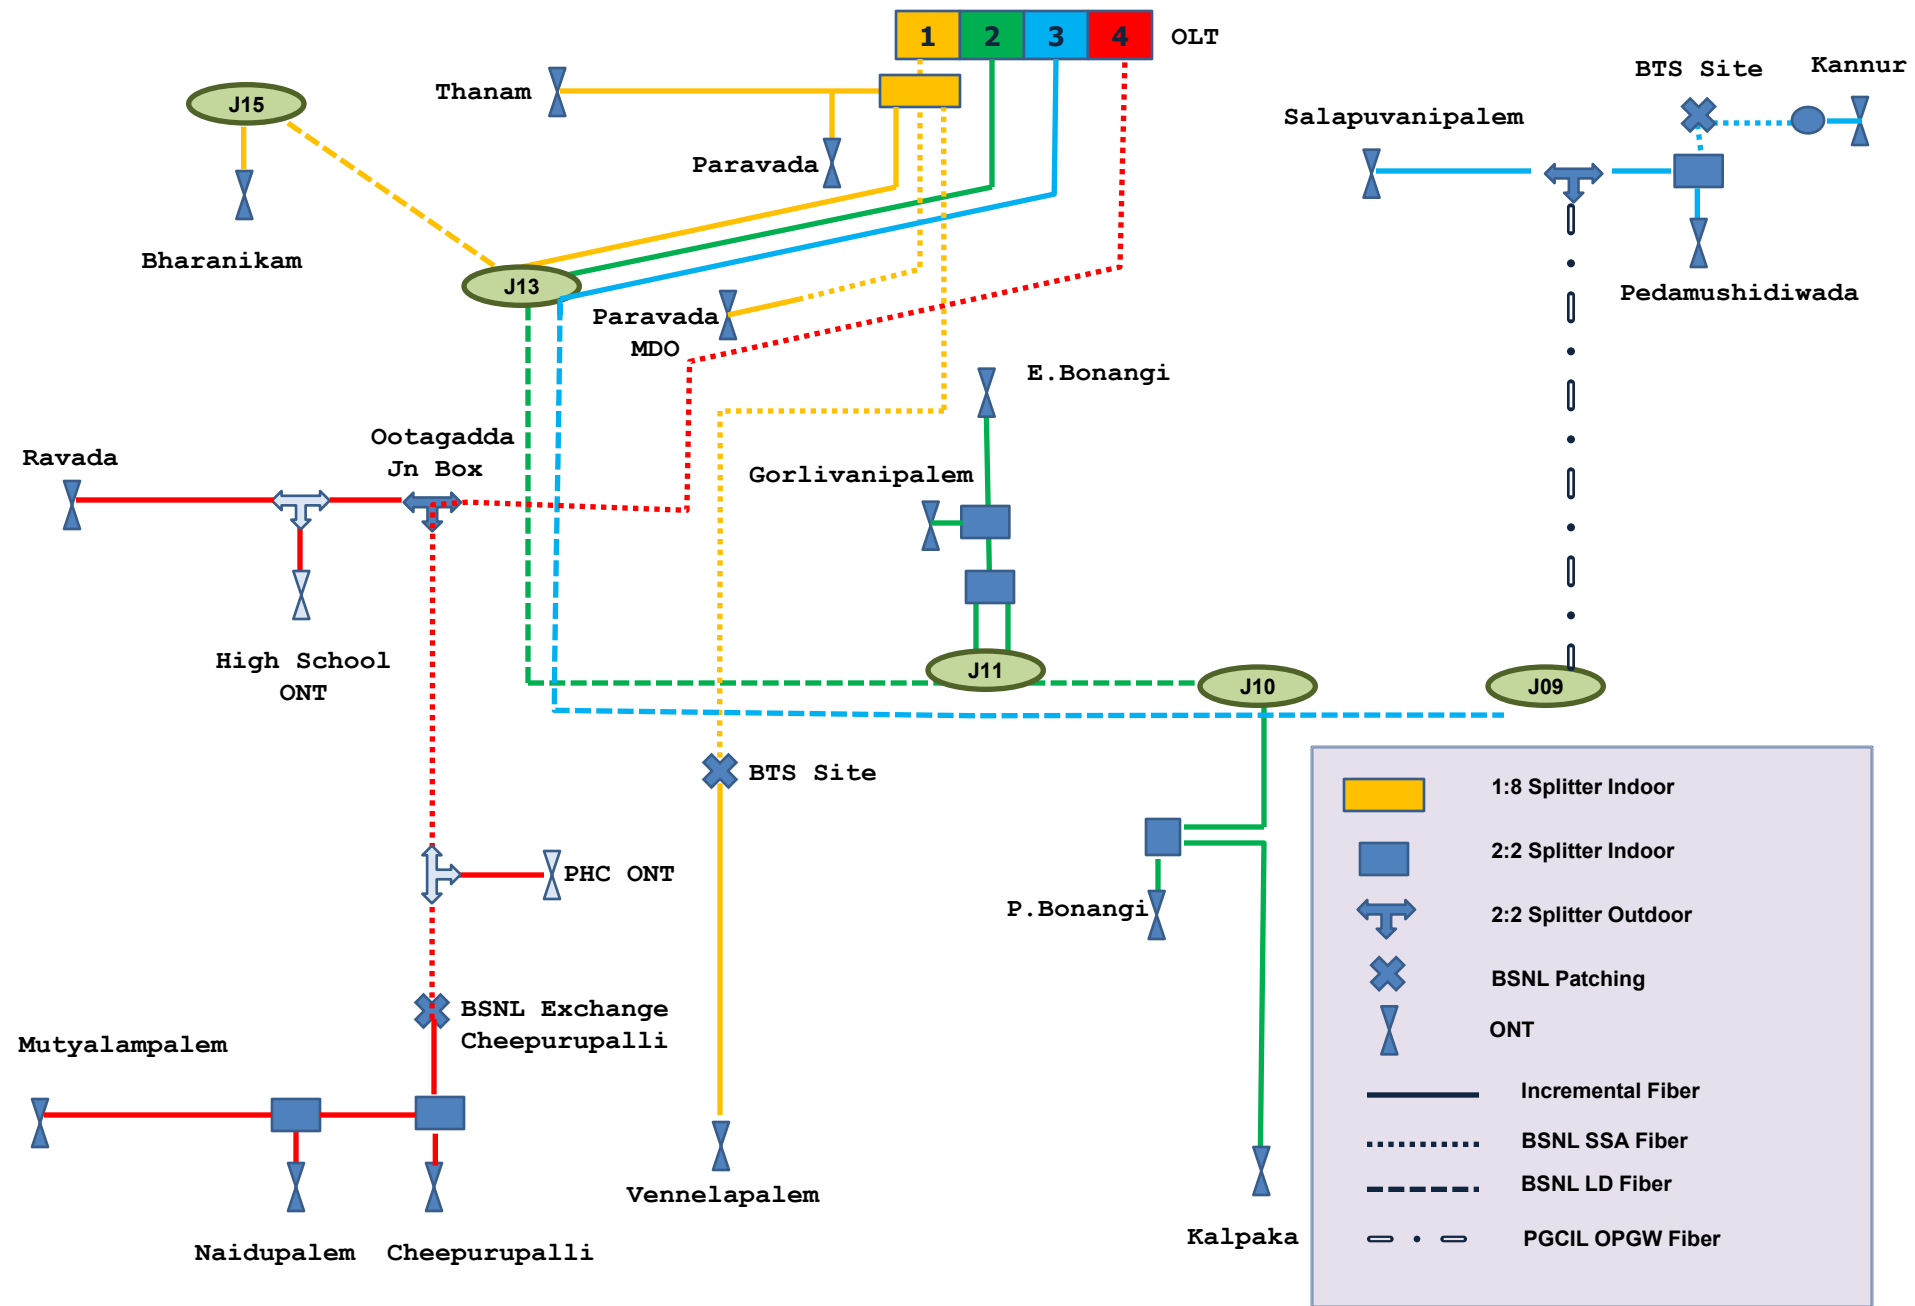 1 2 3 4 OLT
BTS Site
Kannur
J15
Thanam
Salapuvanipalem
Paravada
Bharanikam
J13
Pedamushidiwada
Paravada
MDO
E.Bonangi
Ootagadda
Jn Box
Ravada
Gorlivanipalem
High School
ONT
J11
J10
J09
BTS Site
PHC ONT
P.Bonangi
BSNL Exchange
Cheepurupalli
Mutyalampalem
Vennelapalem
Kalpaka
Naidupalem
Cheepurupalli
1:8 Splitter Indoor
2:2 Splitter Indoor
2:2 Splitter Outdoor
BSNL Patching
ONT
Incremental Fiber
BSNL SSA Fiber
BSNL LD Fiber
PGCIL OPGW Fiber